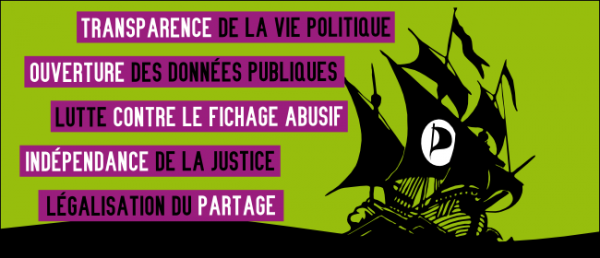 TRANSPARENCE DE LA VIE POLITIQUE
OUVERTURE DES DONNÉES PUBLIQUES
LUTTE CONTRE LE FICHAGE ABUSIF
INDÉPENDANCE DE LA JUSTICE
LÉGALISATION DU PARTAGE